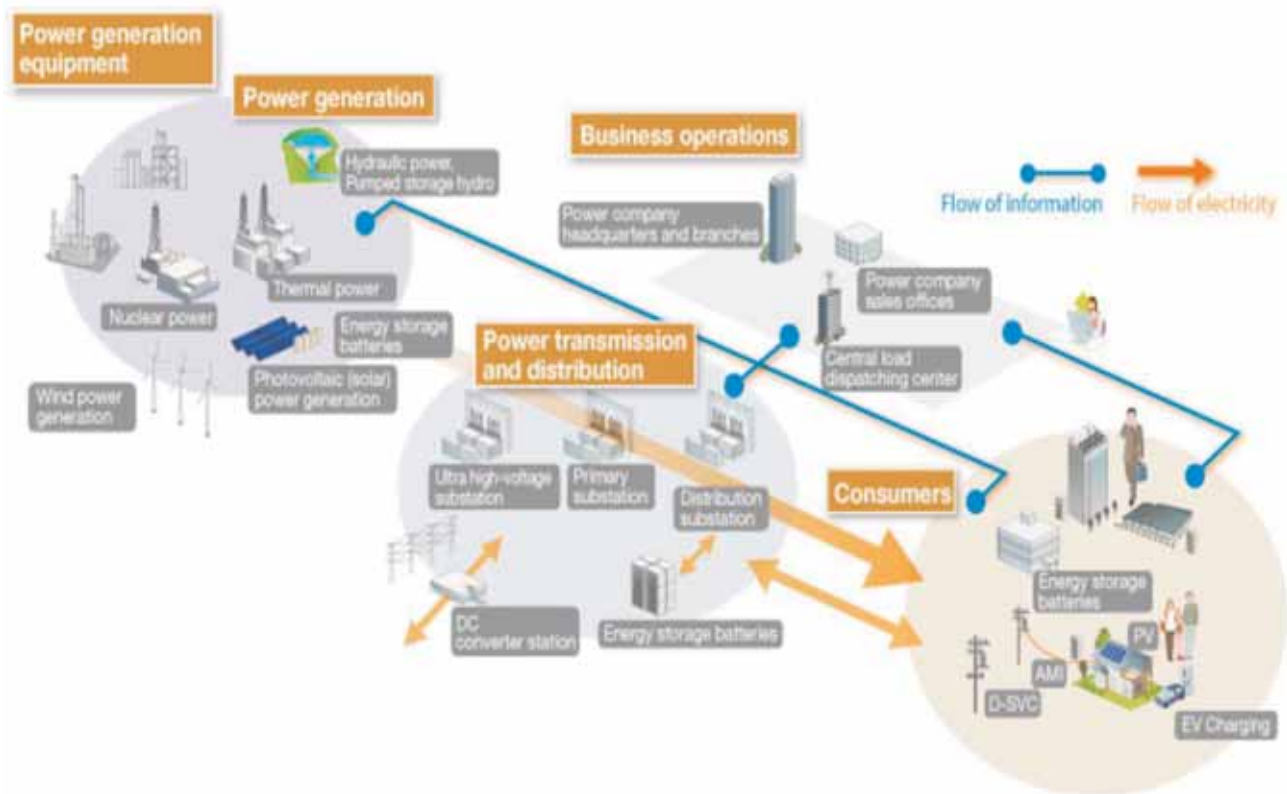 Power generation
equipment
Power generation
Business operations
Hydraulic power,
Pumped storage hydro
Flow of information
Flow of electricity
Power company
headquarters and branches
Thermal power
Power company
sales offices
Nuclear power
Energy storage
batteries
Power transmission
and distribution
Central load
dispatching center
Wind power
generation
Photovoltaic (solar)
power generation
Ultra high-voltage
substation
Primary
substation
Distribution
substation
Consumers
Energy storage
batteries
DC
converter station
Energy storage batteries
PV
AMI
D-SVC
EV Charging